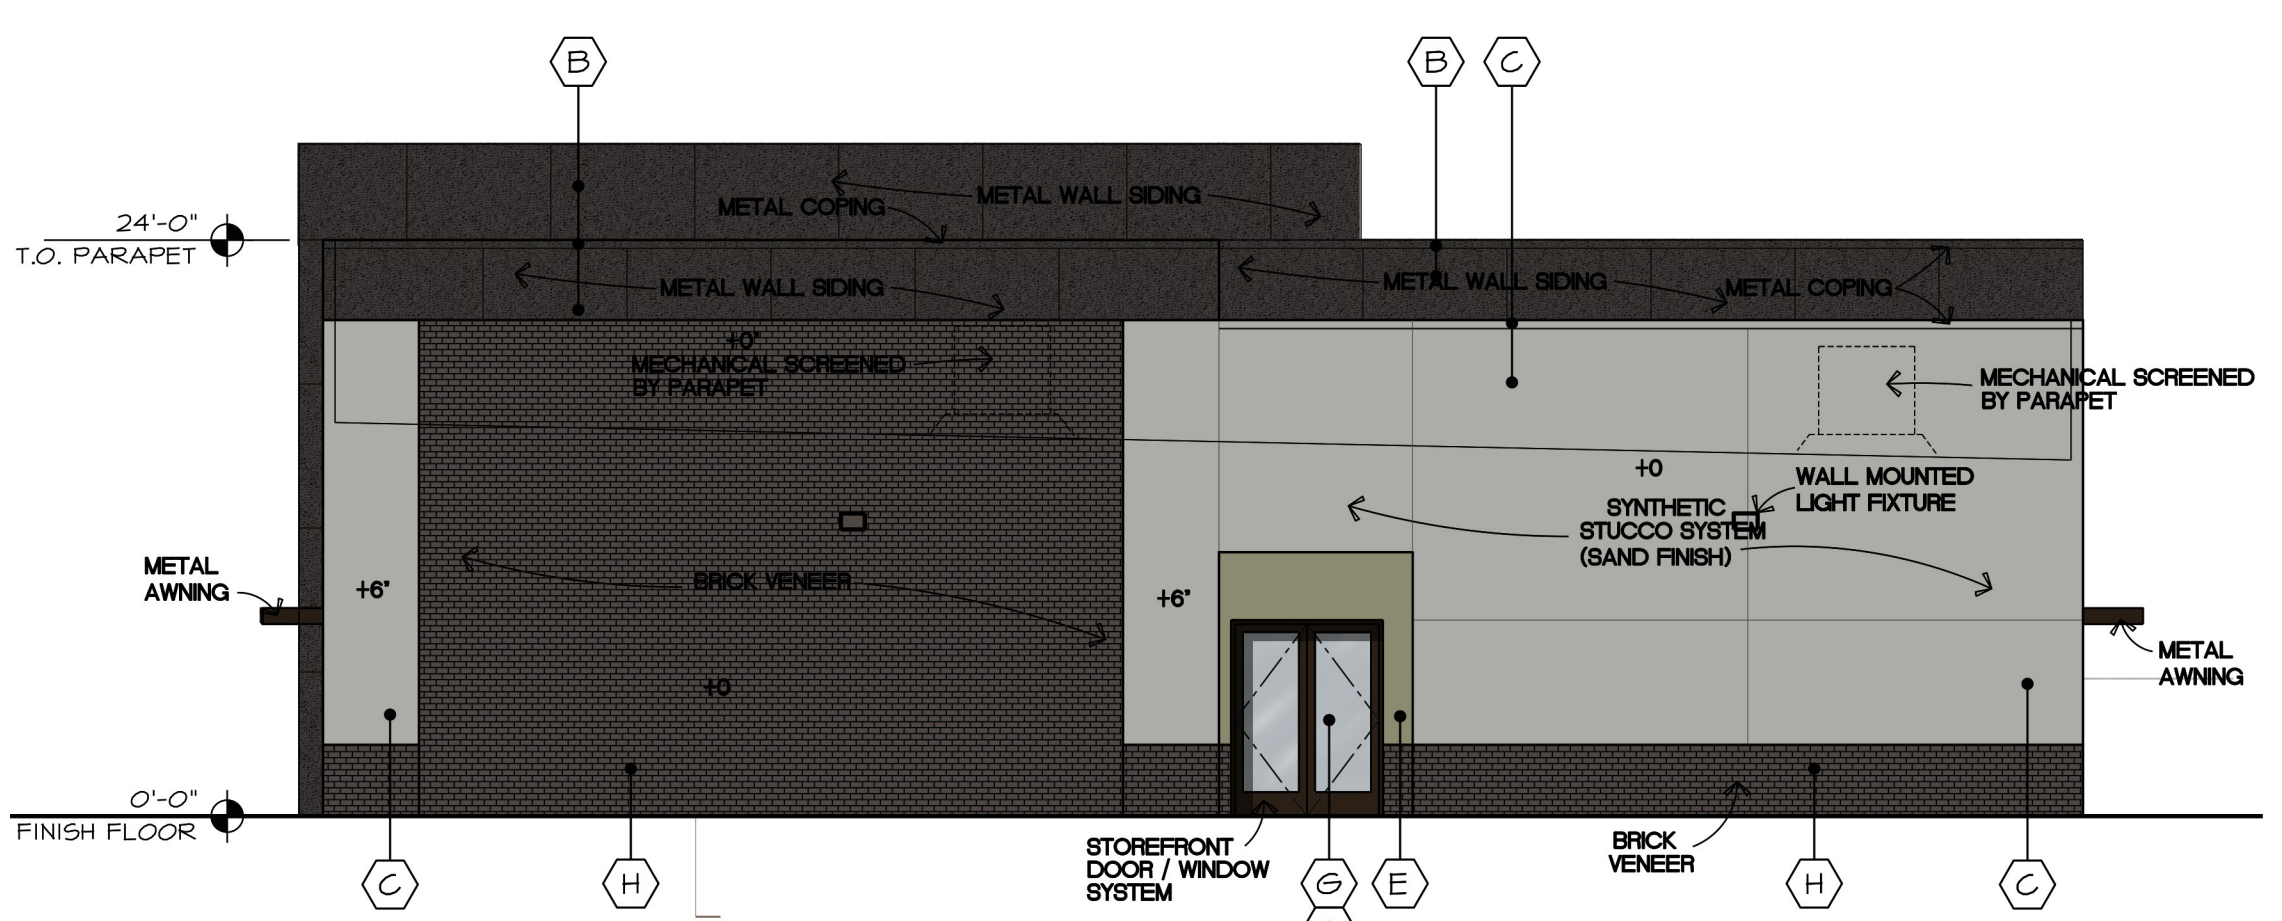 B
B
C
METAL WALL SIDING
METAL COPING
24'-0"
T.O. PARAPET
METAL WALL SIDING
METAL WALL SIDING
METAL COPING
+0"
MECHANICAL SCREENED
BY PARAPET
MECHANICAL SCREENED
BY PARAPET
+0
WALL MOUNTED
LIGHT FIXTURE
SYNTHETIC
STUCCO SYSTEM
(SAND FINISH)
METAL
AWNING
+6"
BRICK VENEER
+6"
METAL
AWNING
+0
0'-0"
FINISH FLOOR
STOREFRONT
DOOR / WINDOW
SYSTEM
BRICK
VENEER
C
H
G
E
H
C